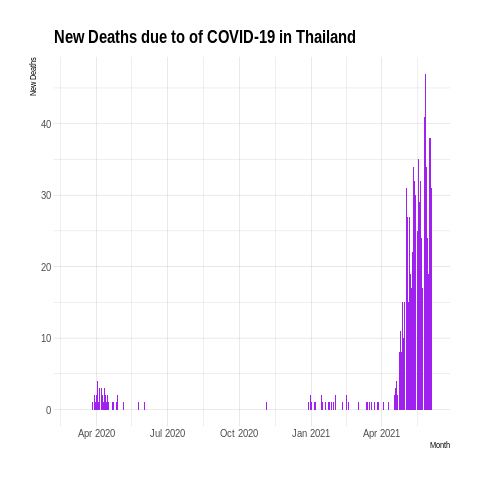 New Deaths due to of COVID-19 in Thailand
New Deaths
40
30
20
10
0
Apr 2020 Jul 2020 Oct 2020 Jan 2021 Apr 2021
Month